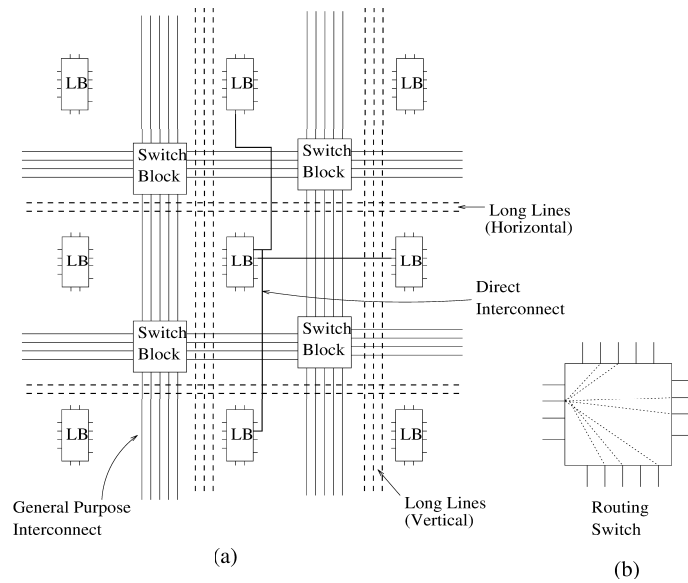 LB LB LB
Switch Switch
Block Block
Long Lines
(Horizontal)
LB LB LB
Direct
Interconnect
Switch Switch
Block Block
LB LB LB
General Purpose
Interconnect
Long Lines
(Vertical)
Routing
Switch
(a)
(b)